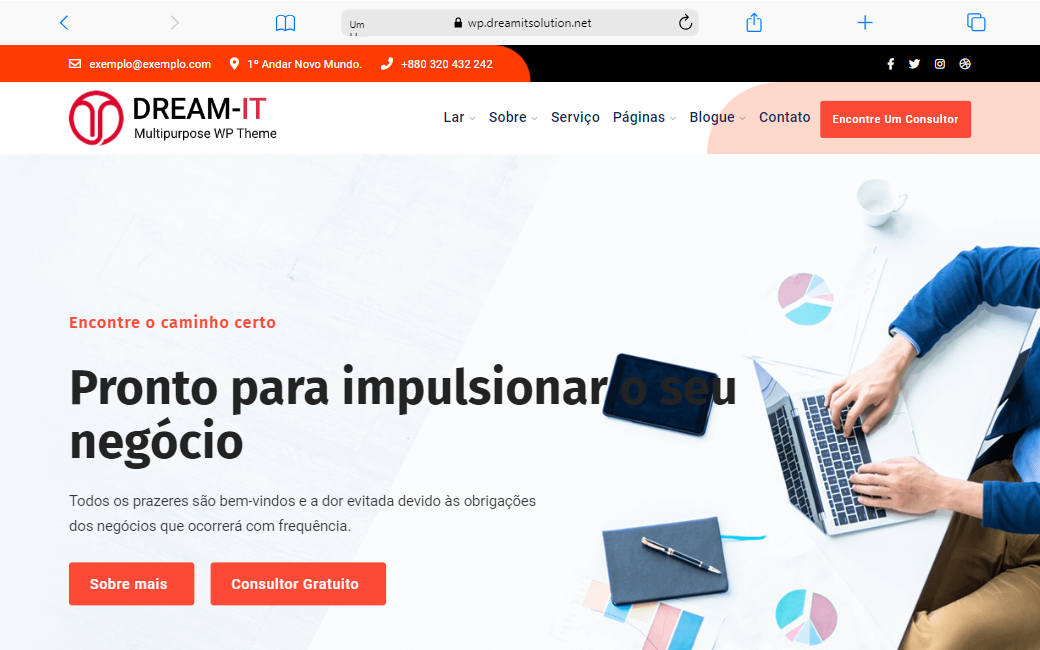 Um
wp.dreamitsolution.net
exemplo@exemplo.com 1º Andar Novo Mundo. +880 320 432 242
DREAM-IT
Multipurpose WP Theme
Lar Sobre Serviço Páginas Blogue Contato Encontre Um Consultor
Encontre o caminho certo
Pronto para impulsionar o seu
negócio
Todos os prazeres são bem-vindos e a dor evitada devido às obrigações
dos negócios que ocorrerá com frequência.
Sobre mais Consultor Gratuito